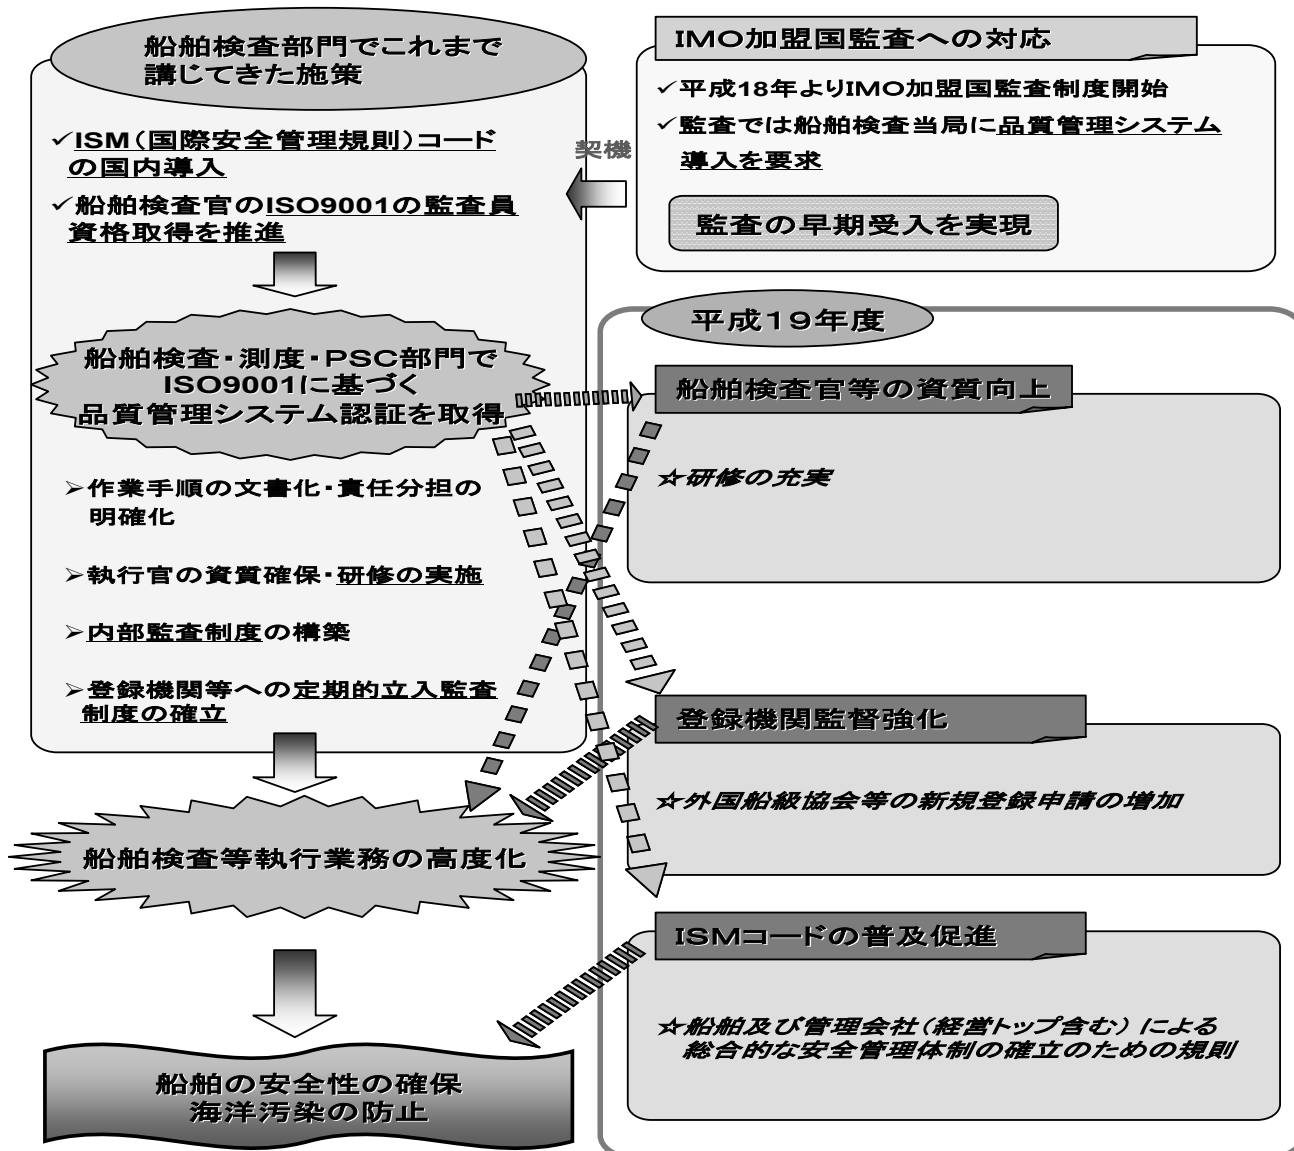 船舶検査部門でこれまで
講じてきた施策
✓ISM（国際安全管理規則）コード
の国内導入
✓船舶検査官のISO9001の監査員
資格取得を推進
契機
IMO加盟国監査への対応
✓平成18年よりIMO加盟国監査制度開始
✓監査では船舶検査当局に品質管理システム
導入を要求
監査の早期受入を実現
船舶検査・測度・PSC部門で
ISO9001に基づく
品質管理システム認証を取得
➢作業手順の文書化・責任分担の
明確化
➢執行官の資質確保・研修の実施
➢内部監査制度の構築
➢登録機関等への定期的立入監査
制度の確立
船舶検査等執行業務の高度化
船舶の安全性の確保
海洋汚染の防止
平成19年度
船舶検査官等の資質向上
☆研修の充実
登録機関監督強化
☆外国船級協会等の新規登録申請の増加
ISMコードの普及促進
☆船舶及び管理会社（経営トップ含む）による
総合的な安全管理体制の確立のための規則